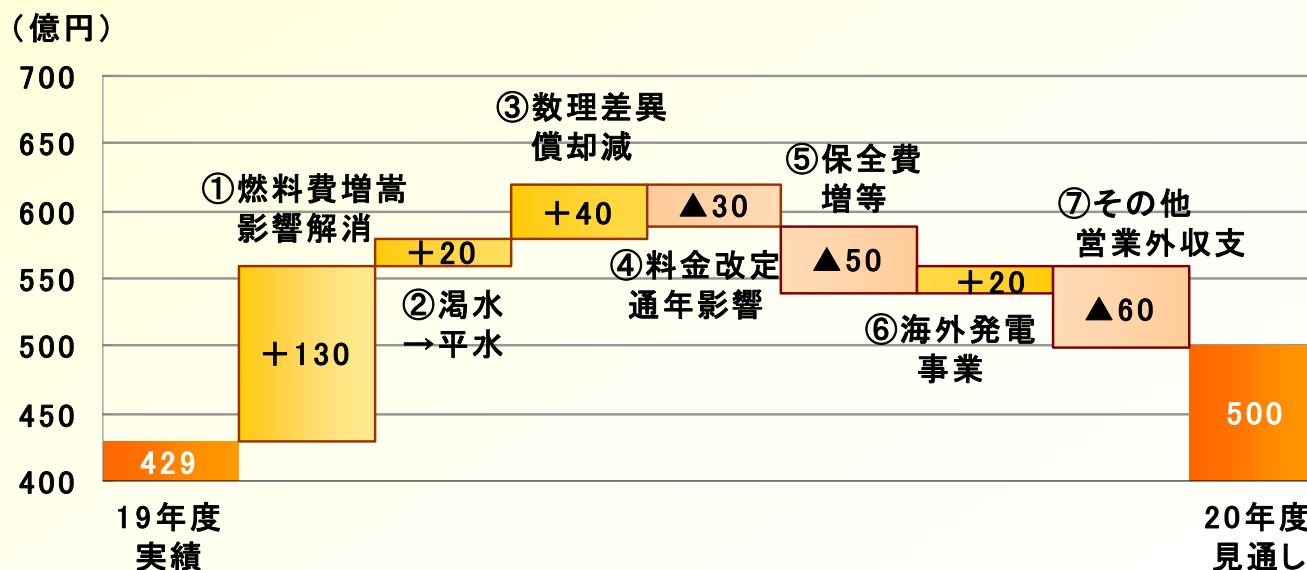 (億円)
700
650
600
550
500
450
400
429
19年度
実績
①燃料費増嵩
影響解消
+130
+20
②渇水
→平水
③数理差異
償却減
+40
▲30
④料金改定
通年影響
⑤保全費
増等
▲50
+20
⑥海外発電
事業
⑦その他
営業外収支
▲60
500
20年度
見通し